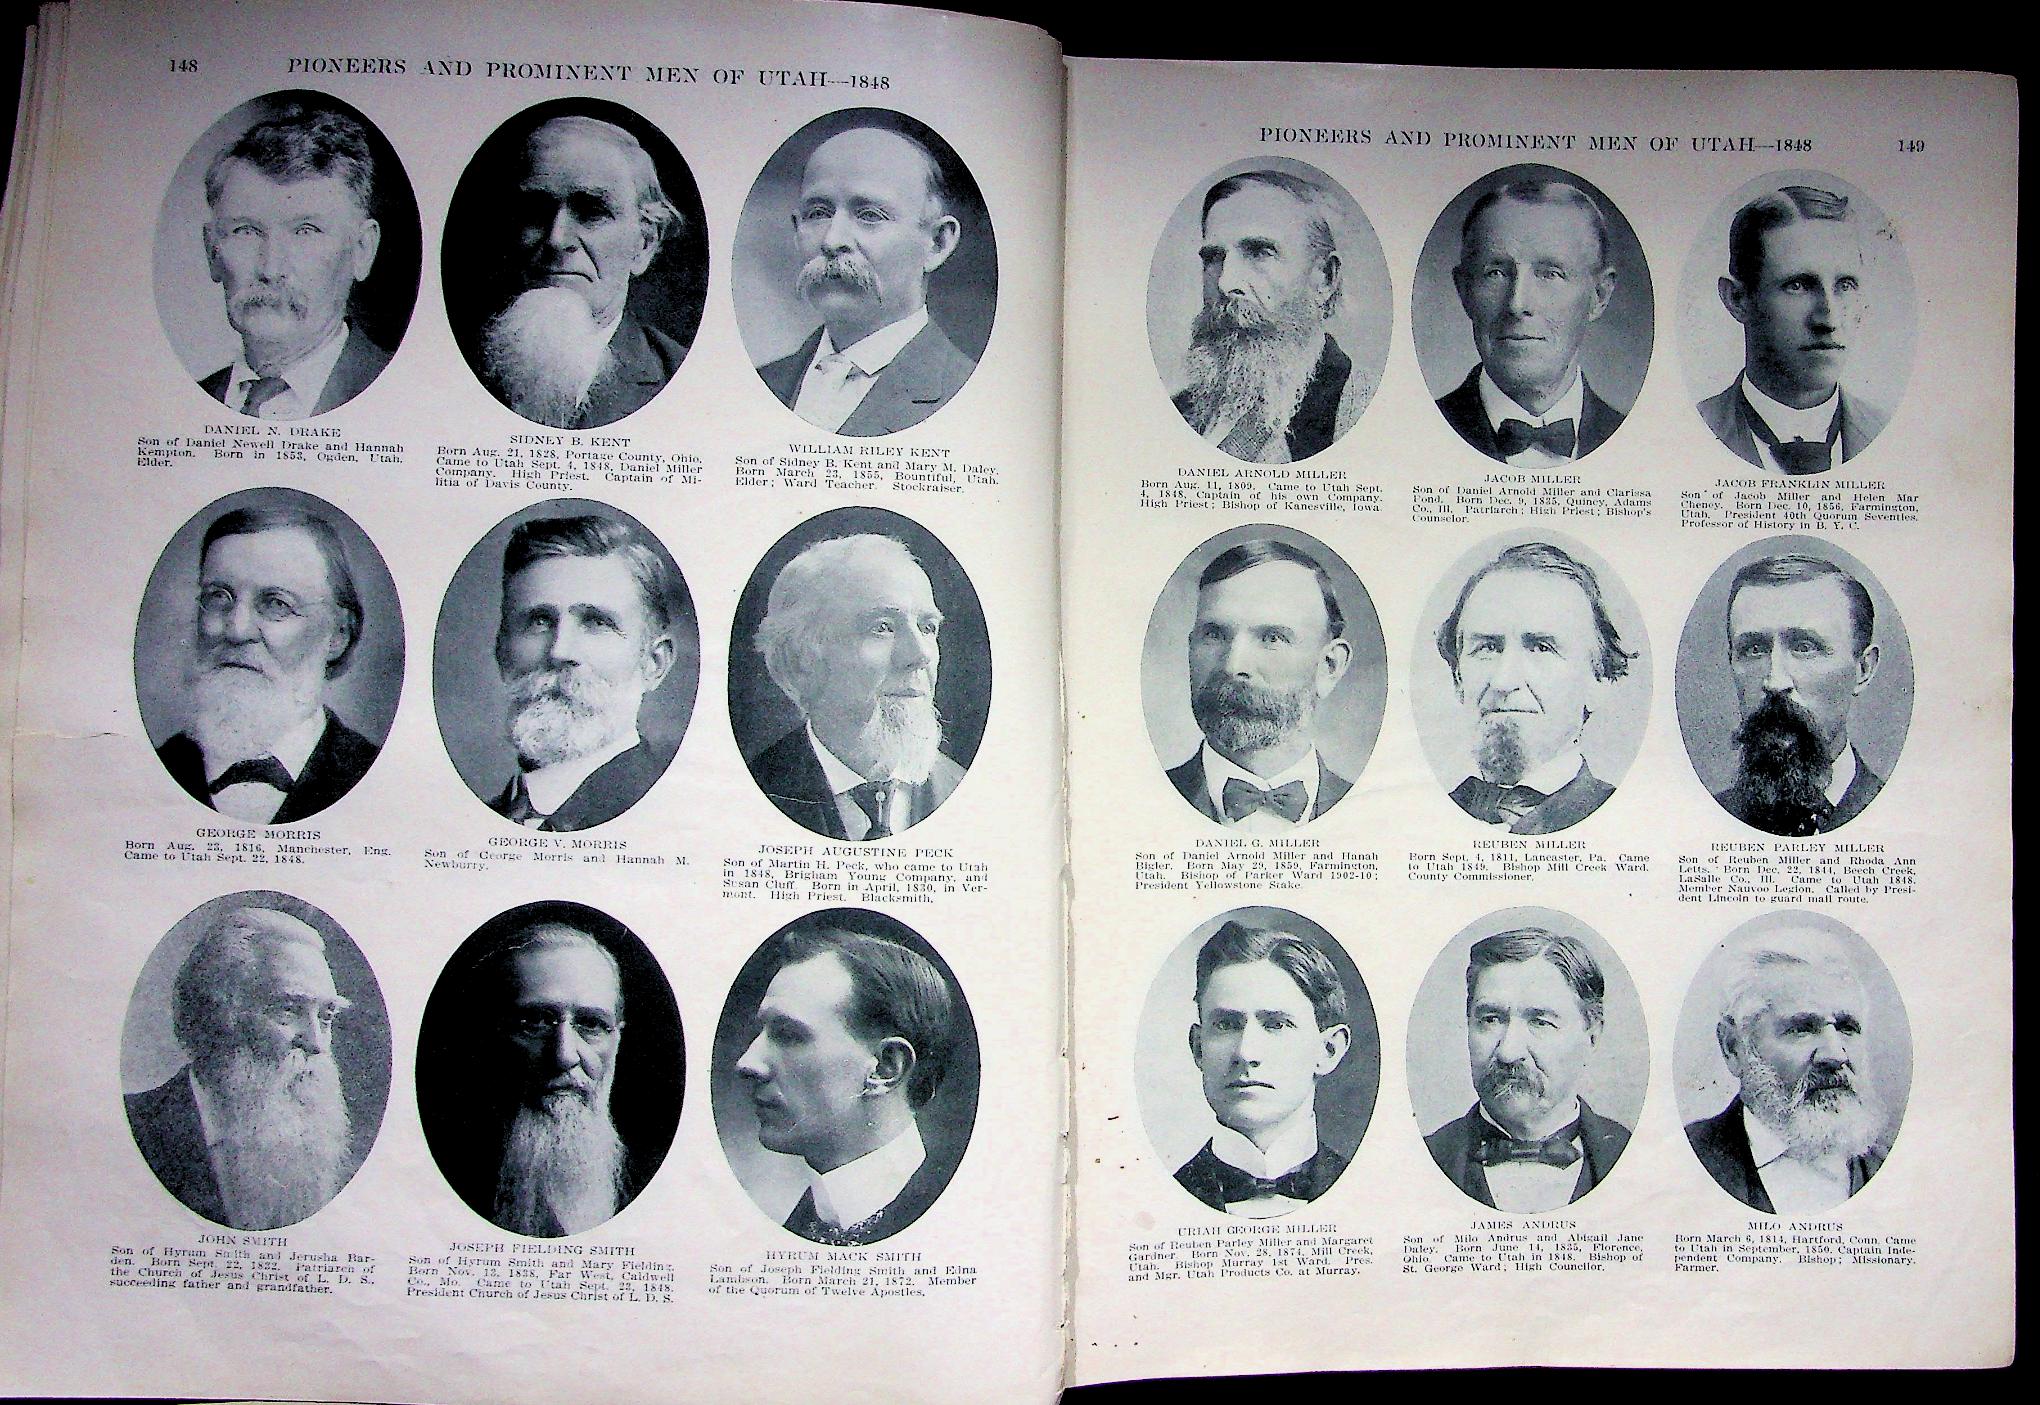 148
PIONEERS AND PROMINENT MEN OF UTAH—1848
DANIEL N. DRAKE
Son of Daniel Newell Drake and Hannah
Kempton. Born in 1853, Ogden, Utah.
Elder.
SIDNEY B. KENT
Born Aug. 21, 1828, Portage County, Ohio.
Came to Utah Sept. 4, 1848, Daniel Miller
Company. High Priest. Captain of Mi-
litia of Davis County.
WILLIAM RILEY KENT
Son of Sidney B. Kent and Mary M. Daley.
Born March 23, 1855, Bountiful, Utah.
Elder; Ward Teacher. Stockraiser.
GEORGE MORRIS
Born Aug. 23, 1816, Manchester, Eng.
Came to Utah Sept. 22, 1848.
GEORGE V. MORRIS
Son of George Morris and Hannah M.
Newburry.
JOSEPH AUGUSTINE PECK
Son of Martin H. Peck, who came to Utah
in 1848, Brigham Young Company, and
Susan Cluff. Born in April, 1830, in Ver-
mont. High Priest. Blacksmith.
JOHN SMITH
Son of Hyrum Smith and Jerusha Bar-
den. Born Sept. 22, 1832. Patriarch of
the Church of Jesus Christ of L. D. S.,
succeeding father and grandfather.
JOSEPH FIELDING SMITH
Son of Hyrum Smith and Mary Fielding.
Born Nov. 13, 1838, Far West, Caldwell
Co., Mo. Came to Utah Sept. 23, 1848.
President Church of Jesus Christ of L. D. S.
HYRUM MACK SMITH
Son of Joseph Fielding Smith and Edna
Lambson. Born March 21, 1872. Member
of the Quorum of Twelve Apostles.
PIONEERS AND PROMINENT MEN OF UTAH—1848
149
DANIEL ARNOLD MILLER
Born Aug. 11, 1809. Came to Utah Sept.
4, 1848, Captain of his own Company.
High Priest; Bishop of Kanesville, Iowa.
JACOB MILLER
Son of Daniel Arnold Miller and Clarissa
Pond. Born Dec. 9, 1835, Quincy, Adams
Co., Ill. Patriarch; High Priest; Bishop's
Counselor.
JACOB FRANKLIN MILLER
Son of Jacob Miller and Helen Mar
Cheney. Born Dec. 10, 1856, Farmington,
Utah. President 40th Quorum Seventies.
Professor of History in B. Y. C.
DANIEL G. MILLER
Son of Daniel Arnold Miller and Hanah
Bigler. Born May 29, 1859, Farmington,
Utah. Bishop of Parker Ward 1902-10;
President Yellowstone Stake.
REUBEN MILLER
Born Sept. 4, 1811, Lancaster, Pa. Came
to Utah 1849. Bishop Mill Creek Ward.
County Commissioner.
REUBEN PARLEY MILLER
Son of Reuben Miller and Rhoda Ann
Letts. Born Dec. 22, 1844, Beech Creek,
LaSalle Co., Ill. Came to Utah 1848.
Member Nauvoo Legion. Called by Presi-
dent Lincoln to guard mail route.
URIAH GEORGE MILLER
Son of Reuben Parley Miller and Margaret
Gardner. Born Nov. 28, 1874, Mill Creek,
Utah. Bishop Murray 1st Ward. Pres.
and Mgr. Utah Products Co. at Murray.
JAMES ANDRUS
Son of Milo Andrus and Abigail Jane
Daley. Born June 14, 1835, Florence,
Ohio. Came to Utah in 1848. Bishop of
St. George Ward; High Councilor.
MILO ANDRUS
Born March 6, 1814, Hartford, Conn. Came
to Utah in September, 1850, Captain Inde-
pendent Company. Bishop; Missionary.
Farmer.